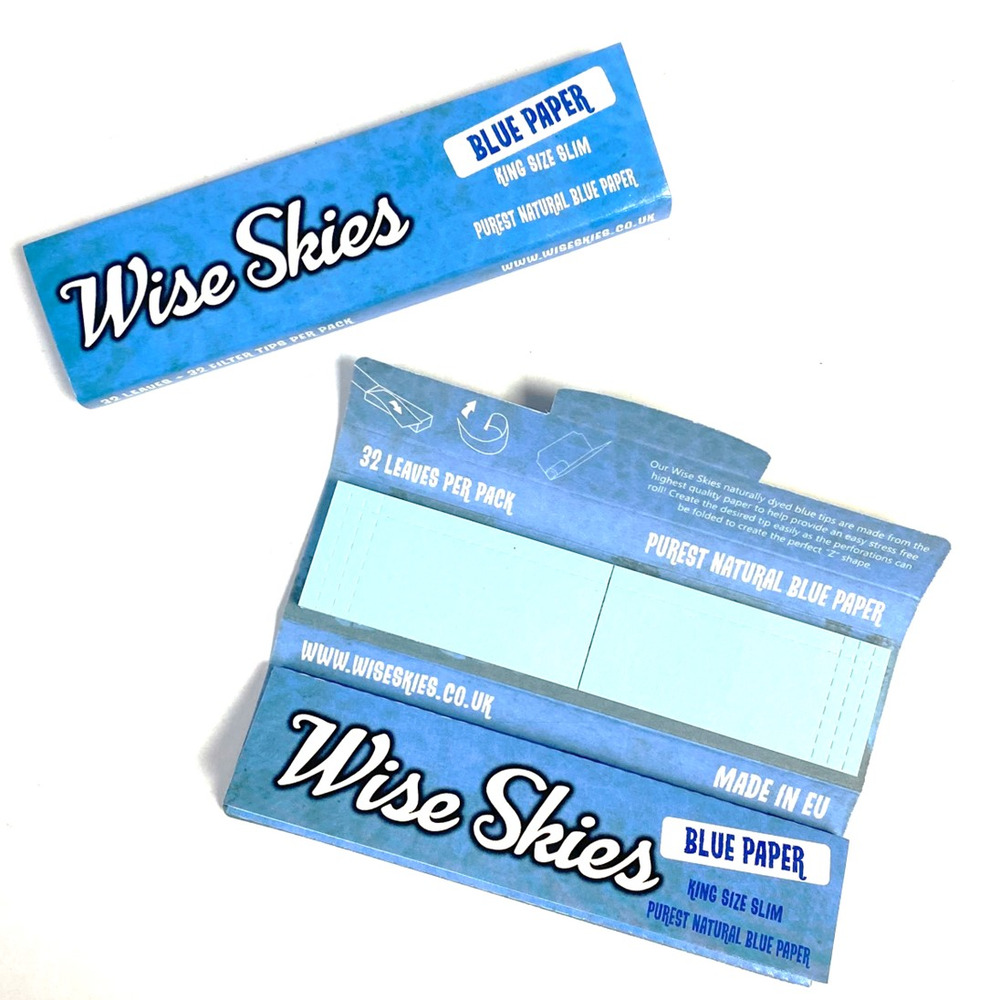 BLUE PAPER
KING SIZE SLIM
Wise Skies
PUREST NATURAL BLUE PAPER
WWW.WISESKIES.CO.UK
32 LEAVES + 32 FILTER TIPS PER PACK
32 LEAVES PER PACK
Our Wise Skies naturally dyed blue tips are made from the
highest quality paper to help provide an easy stress free
roll! Create the desired tip easily as the perforations can
be folded to create the perfect "Z" shape.
PUREST NATURAL BLUE PAPER
WWW.WISESKIES.CO.UK
MADE IN EU
Wise Skies
BLUE PAPER
KING SIZE SLIM
PUREST NATURAL BLUE PAPER